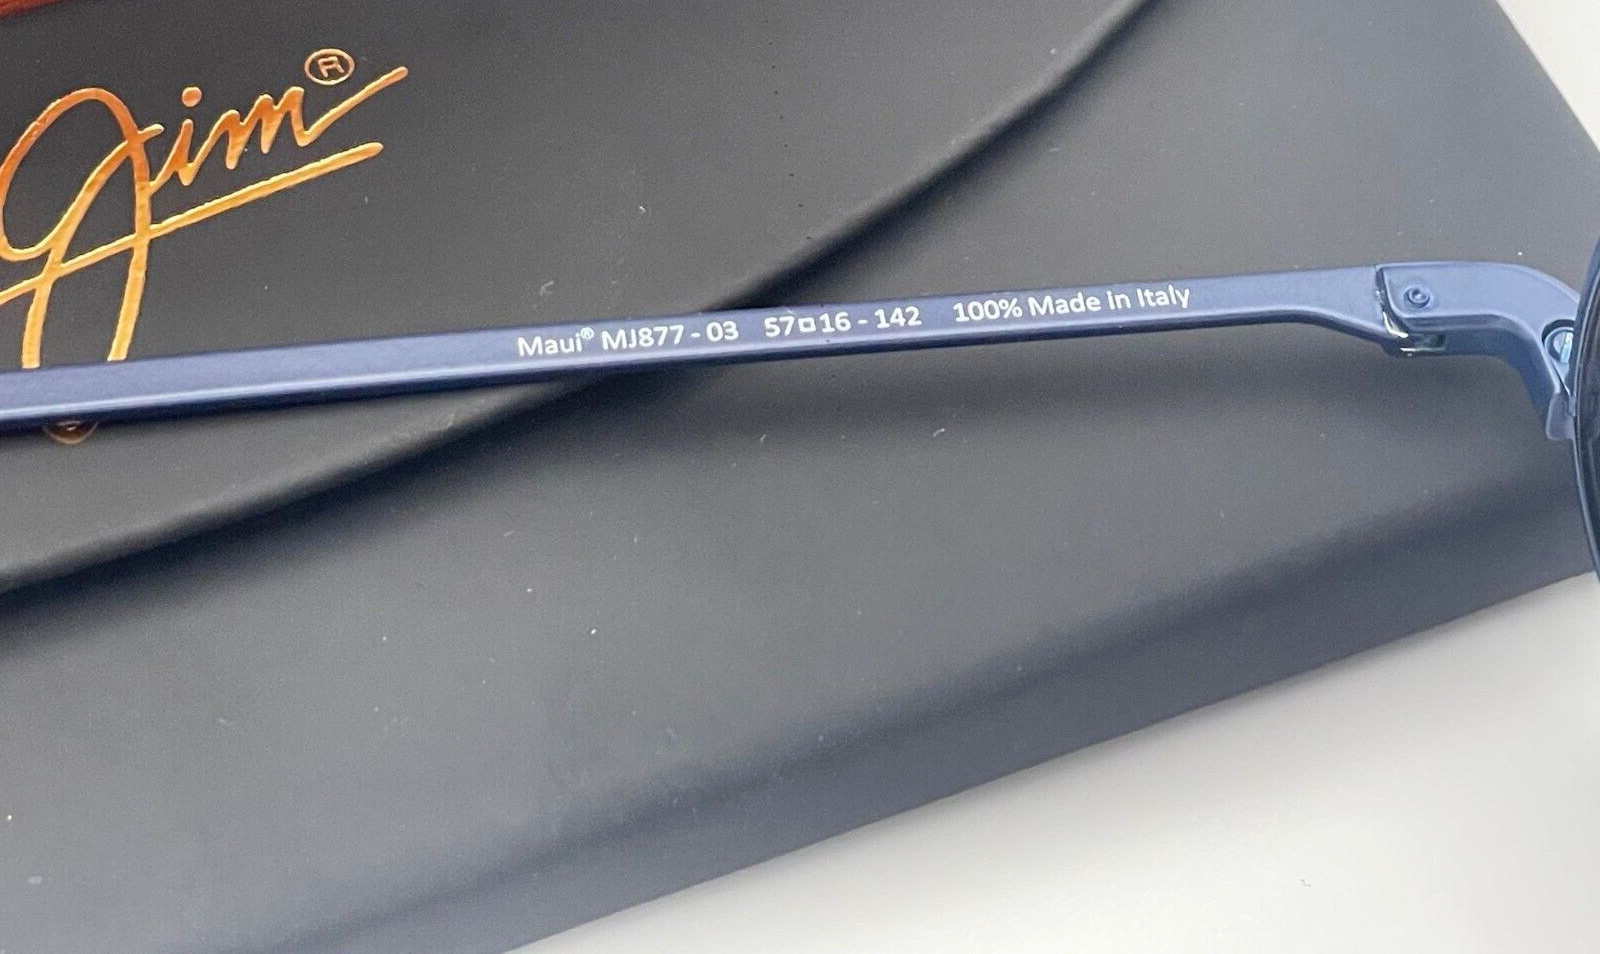 Jim®
Maui® MJ877 - 03 57□16 - 142 100% Made in Italy